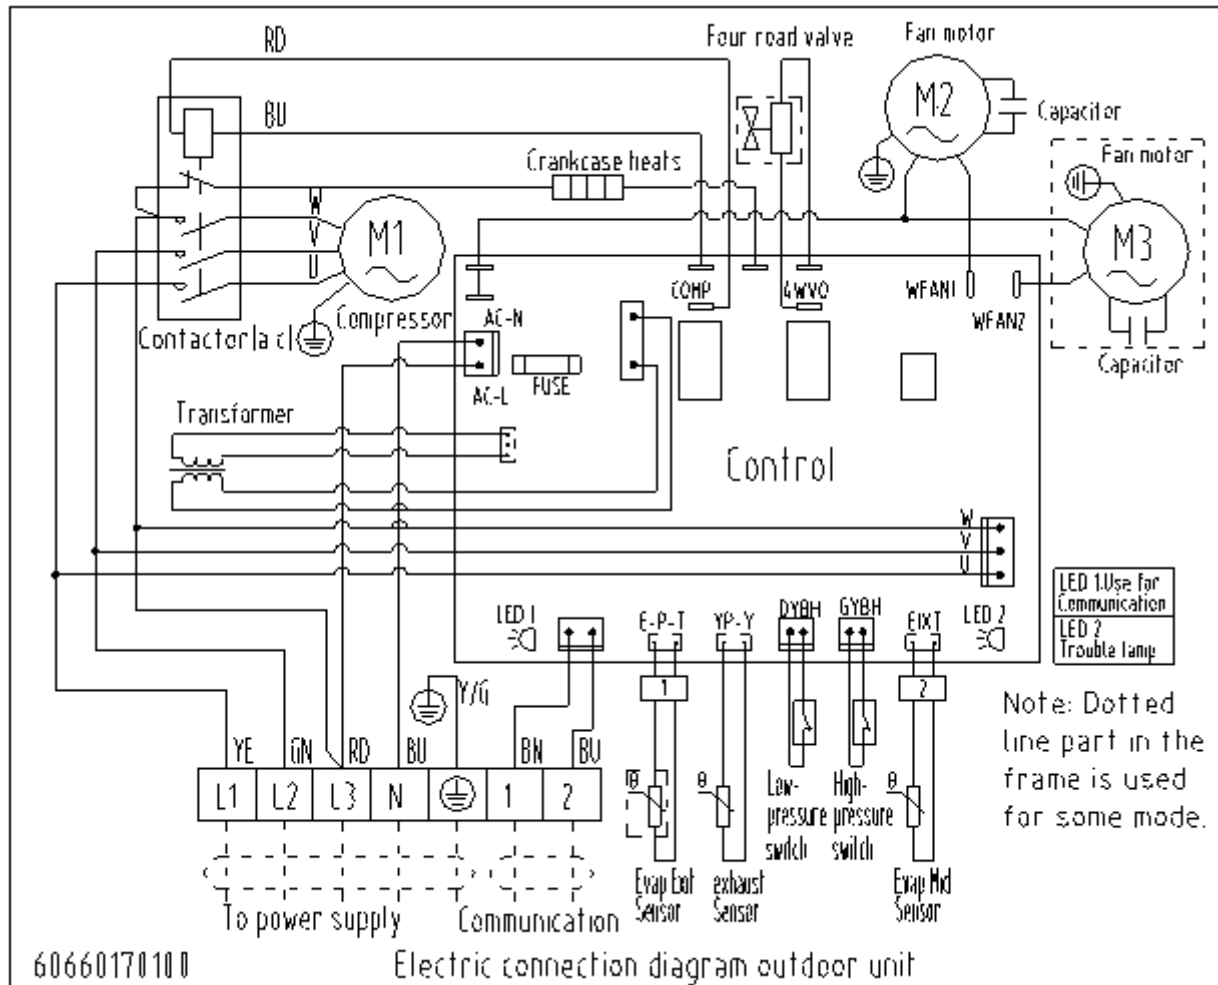 RD
Four road valve
Fan motor
M2
Capacitor
BU
Crankcase heats
Fan motor
W
V
U
M1
M3
COMP
4WVO
WFAN1
WFAN2
Contactor(a c)
Compressor
AC-N
Capacitor
AC-L
FUSE
Transformer
Control
W
V
U
LED 1.Use for
Communication
LED 2
Trouble lamp
LED 1
E-P-T
YP-Y
DYBH
GYBH
EIXT
LED 2
1
2
Y/G
Note: Dotted
line part in the
frame is used
for some mode.
YE
GN
RD
BU
BN
BU
L1
L2
L3
N
1
2
θ
θ
θ
Low-
pressure
switch
High-
pressure
switch
Evap Exit
Sensor
exhaust
Sensor
Evap Mid
Sensor
To power supply
Communication
60660170100
Electric connection diagram outdoor unit